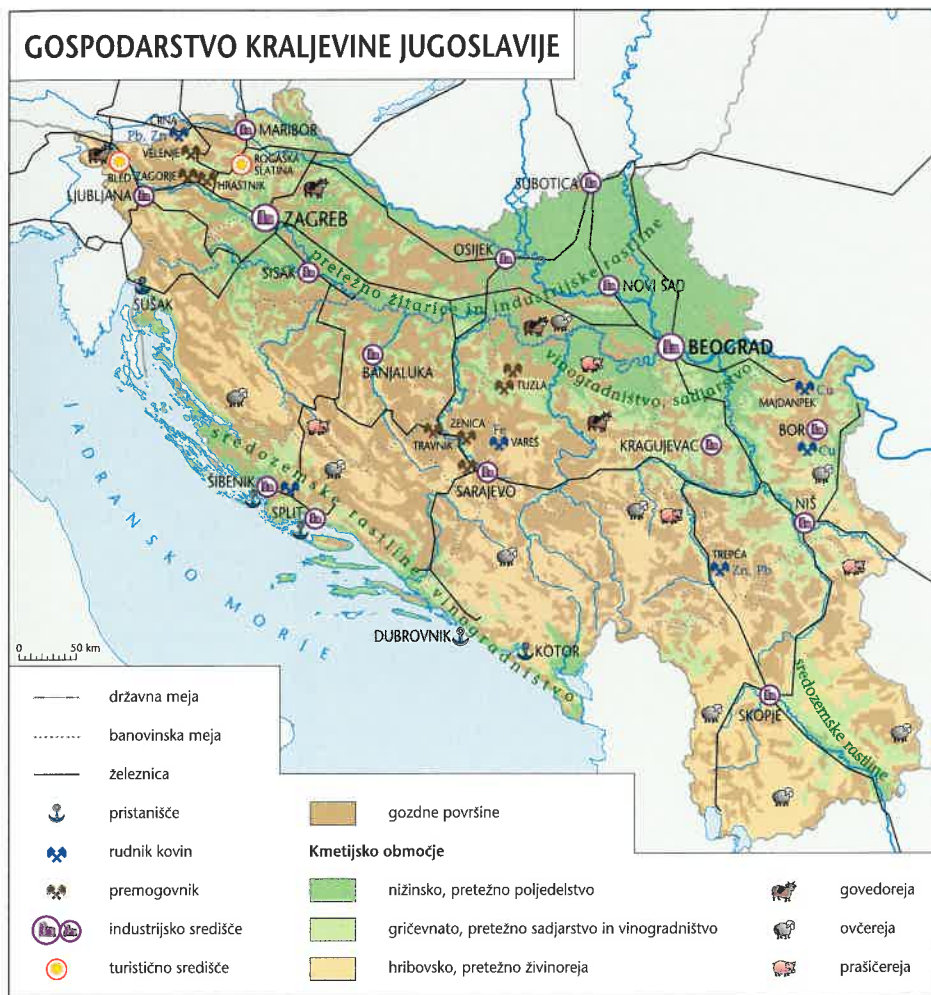 GOSPODARSTVO KRALJEVINE JUGOSLAVIJE
ČRNA
Pb, Zn
MARIBOR
VELENJE
ROGAŠKA
SLATINA
BLED
ZAGORJE
HRASTNIK
LJUBLJANA
SUBOTICA
ZAGREB
OSIJEK
SISAK
NOVI SAD
pretežno žitarice in industrijske rastline
SUŠAK
BEOGRAD
BANJALUKA
vinogradništvo, sadjarstvo
TUZLA
Cu
MAJDANPEK
ZENICA
Fe
TRAVNIK
VAREŠ
KRAGUJEVAC
BOR
Cu
JADRANSKO MORJE
sredozemske rastline, vinogradništvo
ŠIBENIK
SARAJEVO
SPLIT
NIŠ
TREPČA
Zn, Pb
DUBROVNIK
KOTOR
0 50 km
SKOPJE
sredozemske rastline
državna meja
banovinska meja
železnica
pristanišče
rudnik kovin
premogovnik
industrijsko središče
turistično središče
gozdne površine
Kmetijsko območje
nižinsko, pretežno poljedelstvo
gričevnato, pretežno sadjarstvo in vinogradništvo
hribovsko, pretežno živinoreja
govedoreja
ovčereja
prašičereja